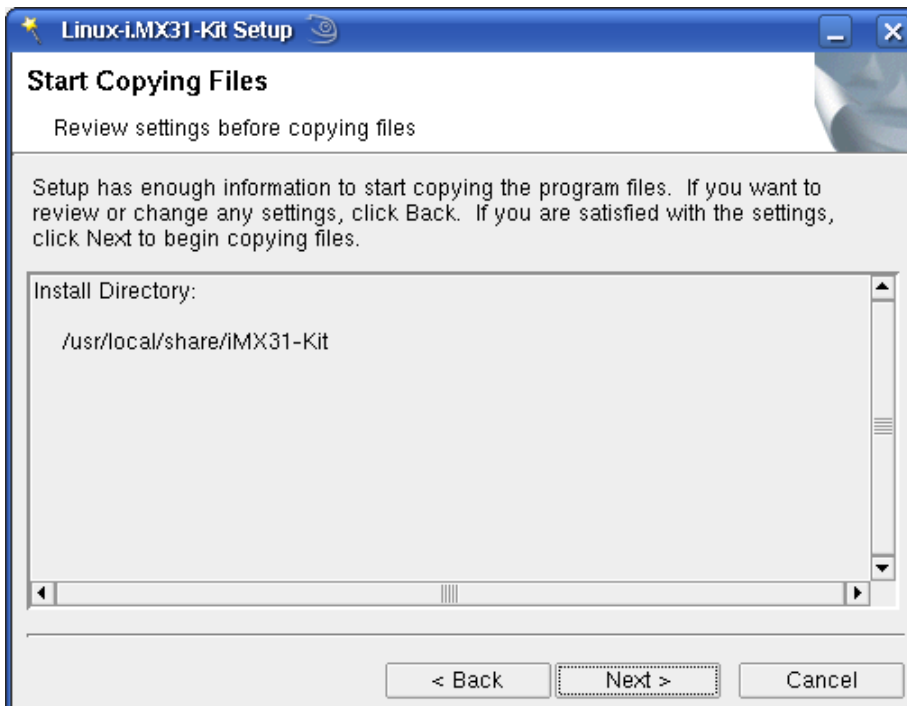 Linux-i.MX31-Kit Setup
Start Copying Files
Review settings before copying files
Setup has enough information to start copying the program files. If you want to
review or change any settings, click Back. If you are satisfied with the settings,
click Next to begin copying files.
Install Directory:
/usr/local/share/iMX31-Kit
< Back
Next >
Cancel